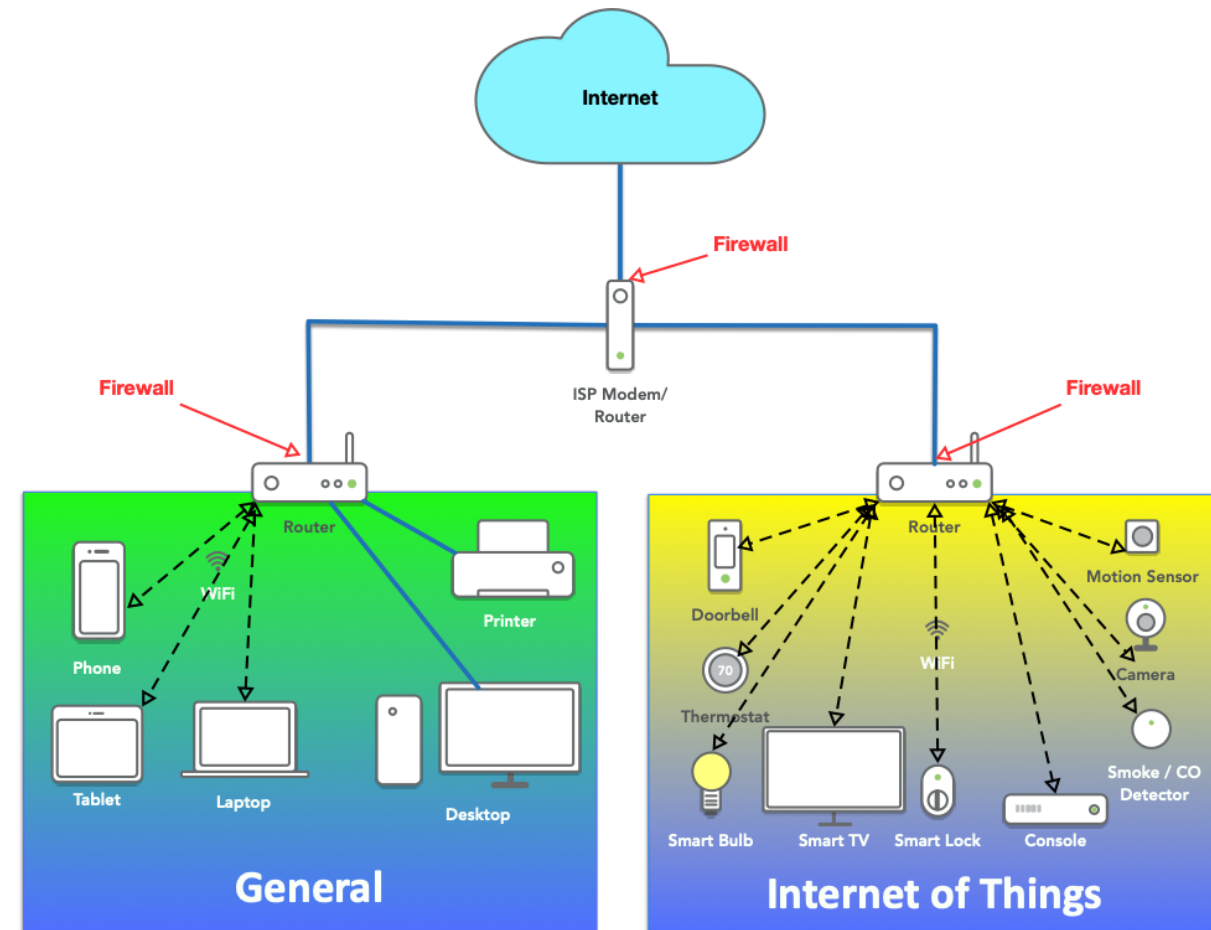 Internet
Firewall
ISP Modem/
Router
Firewall
Firewall
Router
WiFi
Phone
Printer
Tablet
Laptop
Desktop
General
Router
Doorbell
Motion Sensor
WiFi
Camera
70
Thermostat
Smoke / CO
Detector
Smart Bulb
Smart TV
Smart Lock
Console
Internet of Things